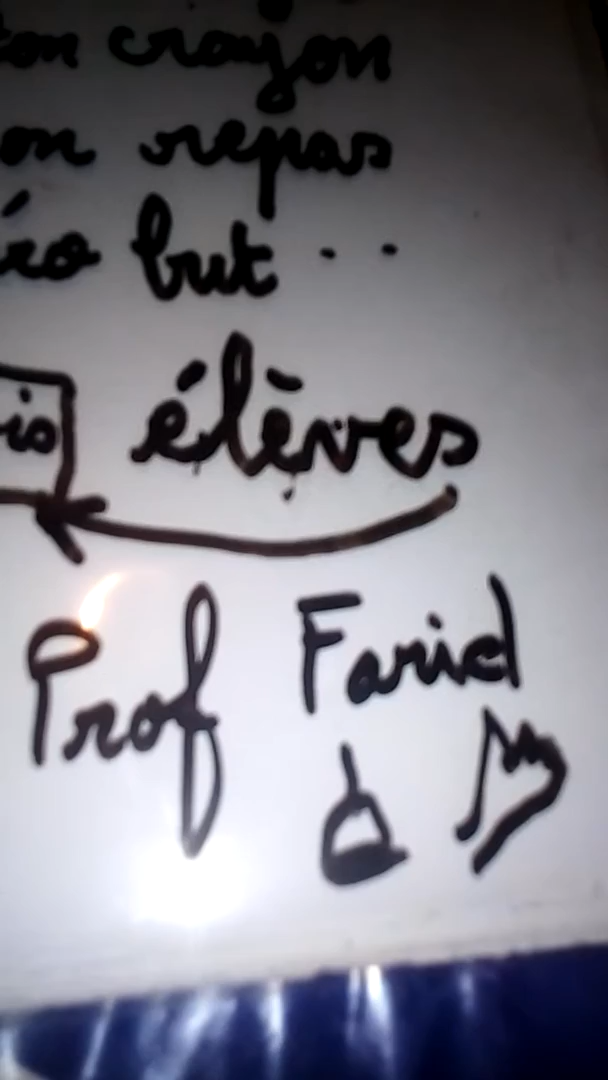 crayon
repas
but ..
élèves
Prof Farid